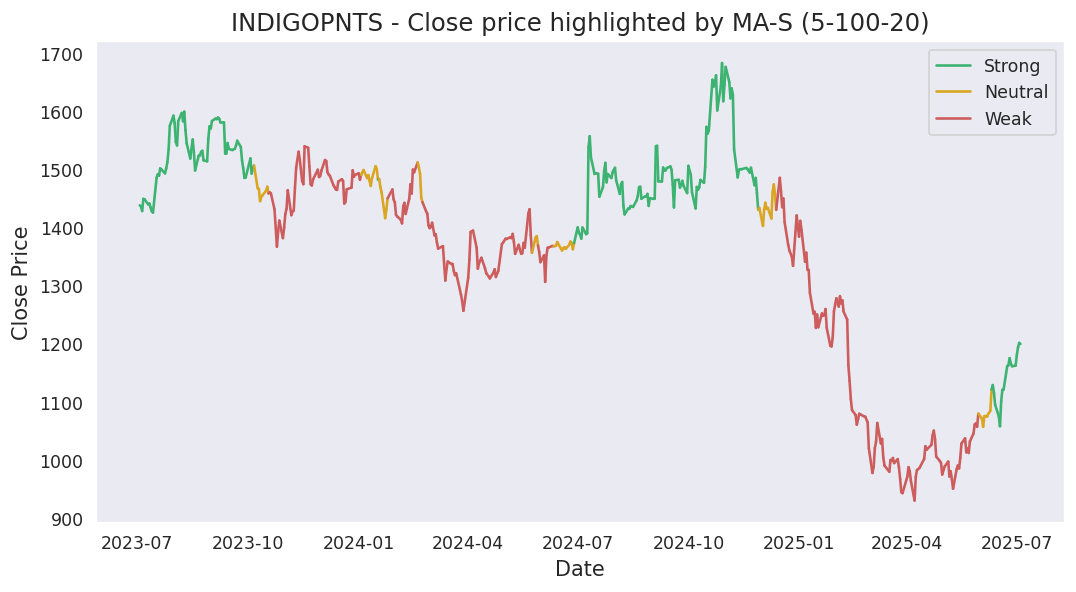 INDIGOPNTS - Close price highlighted by MA-S (5-100-20)
Strong
Neutral
Weak
Close Price
1700
1600
1500
1400
1300
1200
1100
1000
900
2023-07 2023-10 2024-01 2024-04 2024-07 2024-10 2025-01 2025-04 2025-07
Date